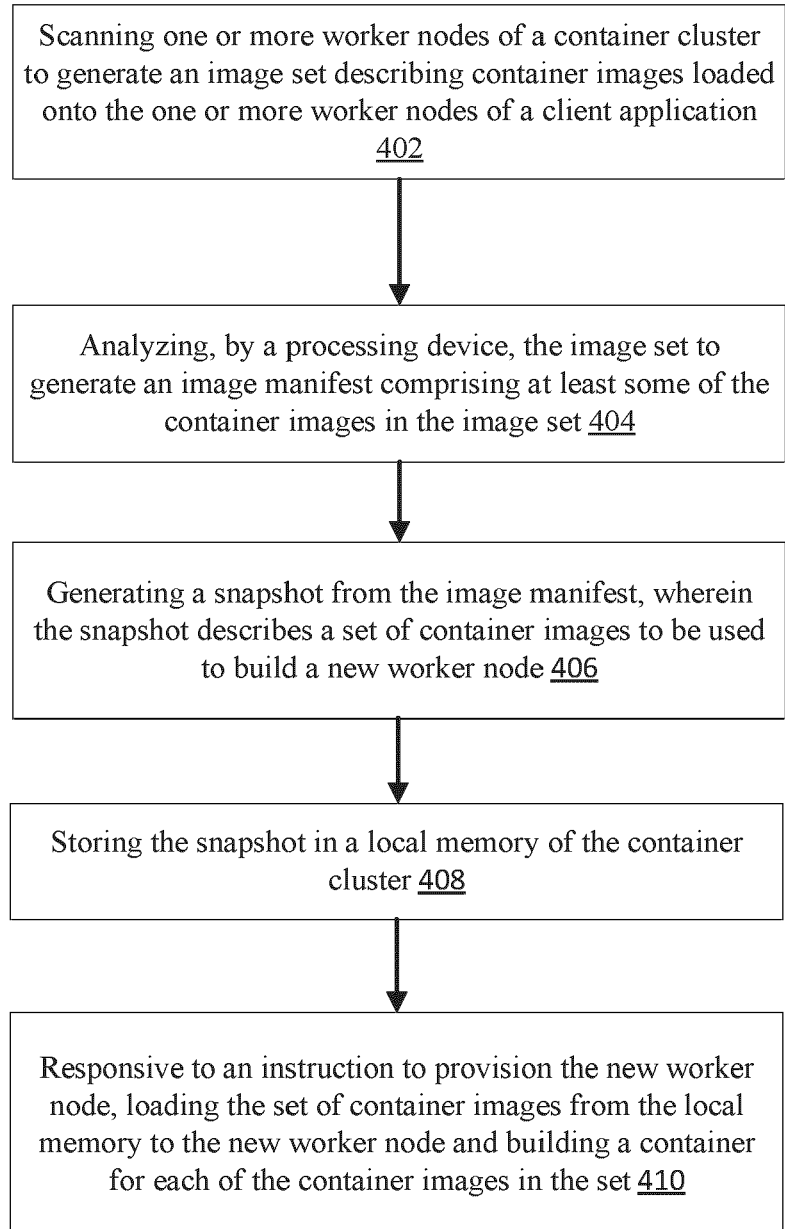 Scanning one or more worker nodes of a container cluster
to generate an image set describing container images loaded
onto the one or more worker nodes of a client application
402
Analyzing, by a processing device, the image set to
generate an image manifest comprising at least some of the
container images in the image set 404
Generating a snapshot from the image manifest, wherein
the snapshot describes a set of container images to be used
to build a new worker node 406
Storing the snapshot in a local memory of the container
cluster 408
Responsive to an instruction to provision the new worker
node, loading the set of container images from the local
memory to the new worker node and building a container
for each of the container images in the set 410